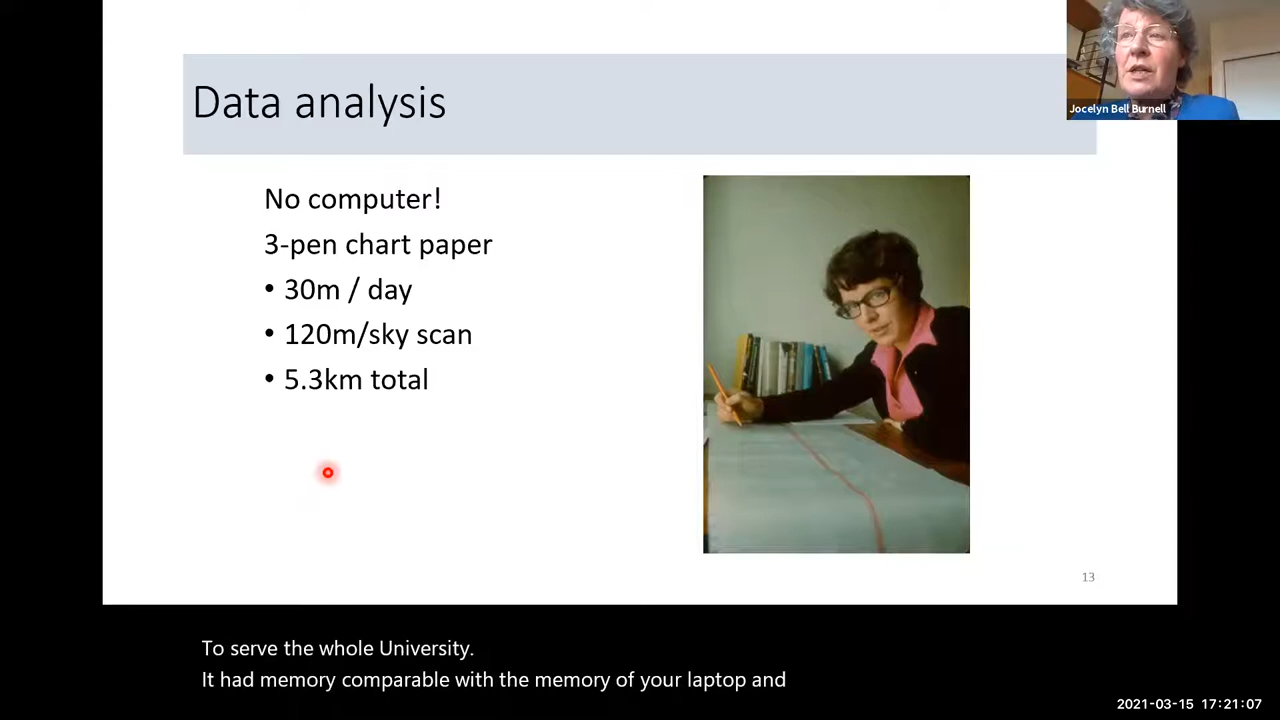 Data analysis
Jocelyn Bell Burnell
No computer!
3-pen chart paper
• 30m / day
• 120m/sky scan
• 5.3km total
13
To serve the whole University.
It had memory comparable with the memory of your laptop and
2021-03-15 17:21:07